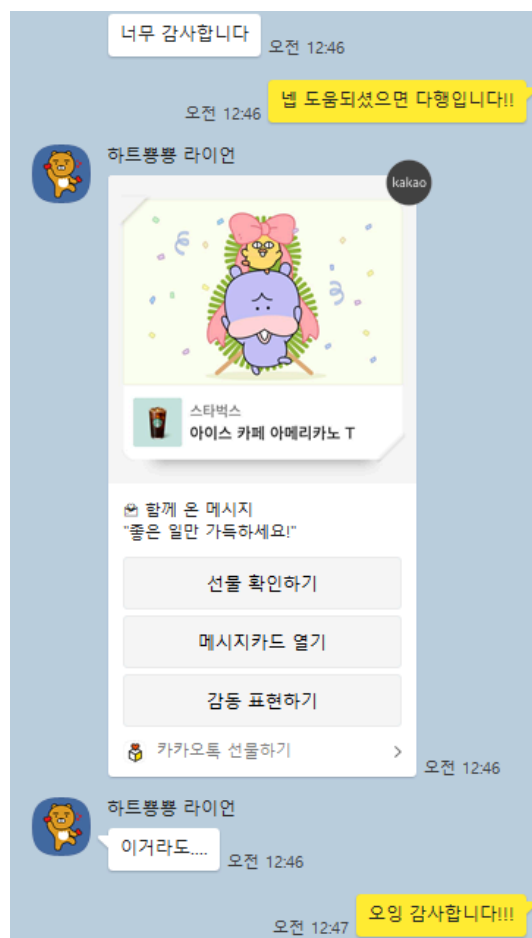 너무 감사합니다
오전 12:46
넵 도움되셨으면 다행입니다!!
오전 12:46
하트뿅뿅 라이언
kakao
스타벅스
아이스 카페 아메리카노 T
함께 온 메시지
"좋은 일만 가득하세요!"
선물 확인하기
메시지카드 열기
감동 표현하기
카카오톡 선물하기
오전 12:46
하트뿅뿅 라이언
이거라도....
오전 12:46
오잉 감사합니다!!!
오전 12:47